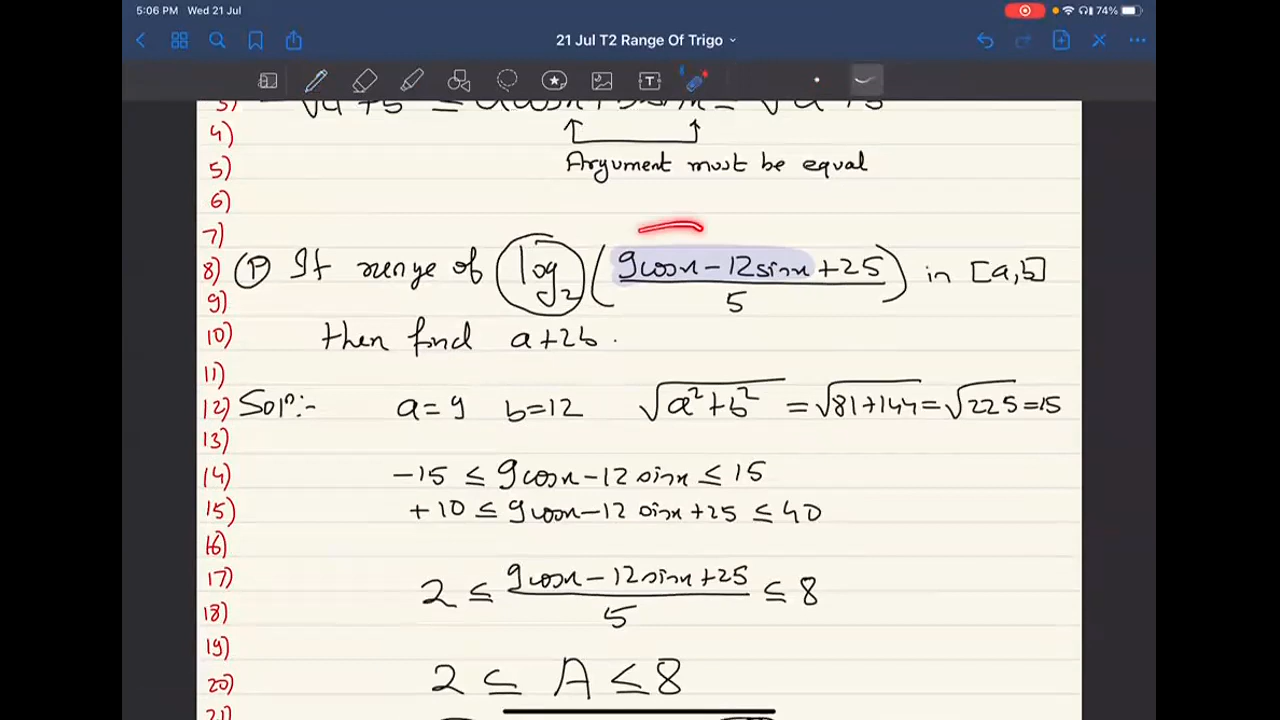 5:06 PM Wed 21 Jul 74%
21 Jul T2 Range Of Trigo
3)
4)
5) Argument must be equal
6)
7)
8) (P) If range of log₂ ((9cosx − 12sinx + 25)/5) in [a,b]
9)
10) then find a+2b.
11)
12) Soln:- a=9 b=12 √(a²+b²) = √(81+144) = √225 = 15
13)
14) −15 ≤ 9cosx − 12 sinx ≤ 15
15) +10 ≤ 9cosx − 12 sinx + 25 ≤ 40
16)
17) 2 ≤ (9cosx − 12sinx + 25)/5 ≤ 8
18)
19)
20) 2 ≤ A ≤ 8
21)